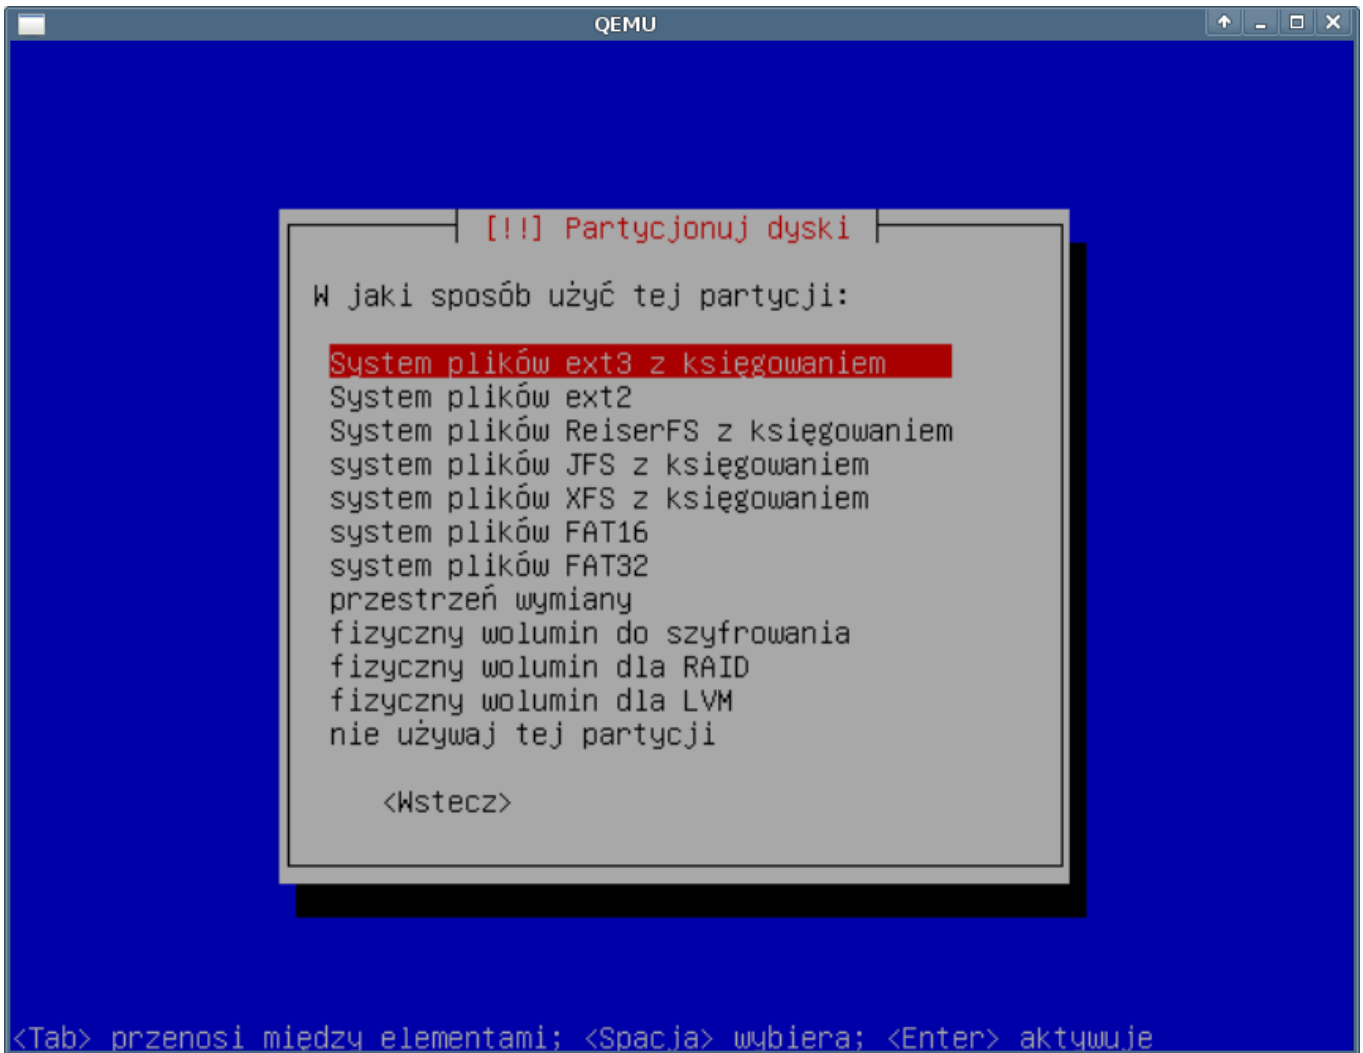 QEMU
[!!] Partycjonuj dyski
W jaki sposób użyć tej partycji:
System plików ext3 z księgowaniem
System plików ext2
System plików ReiserFS z księgowaniem
system plików JFS z księgowaniem
system plików XFS z księgowaniem
system plików FAT16
system plików FAT32
przestrzeń wymiany
fizyczny wolumin do szyfrowania
fizyczny wolumin dla RAID
fizyczny wolumin dla LVM
nie używaj tej partycji
<Wstecz>
<Tab> przenosi między elementami; <Spacja> wybiera; <Enter> aktywuje